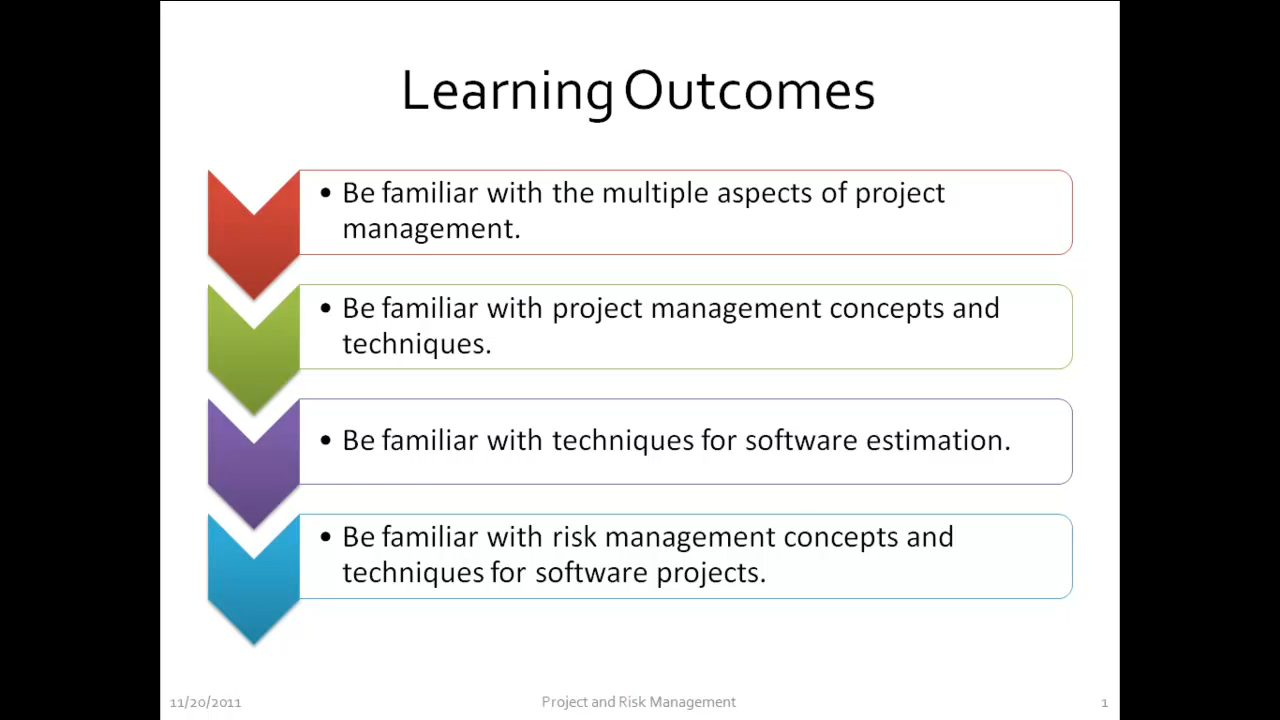 Learning Outcomes
• Be familiar with the multiple aspects of project
management.
• Be familiar with project management concepts and
techniques.
• Be familiar with techniques for software estimation.
• Be familiar with risk management concepts and
techniques for software projects.
11/20/2011
Project and Risk Management
1